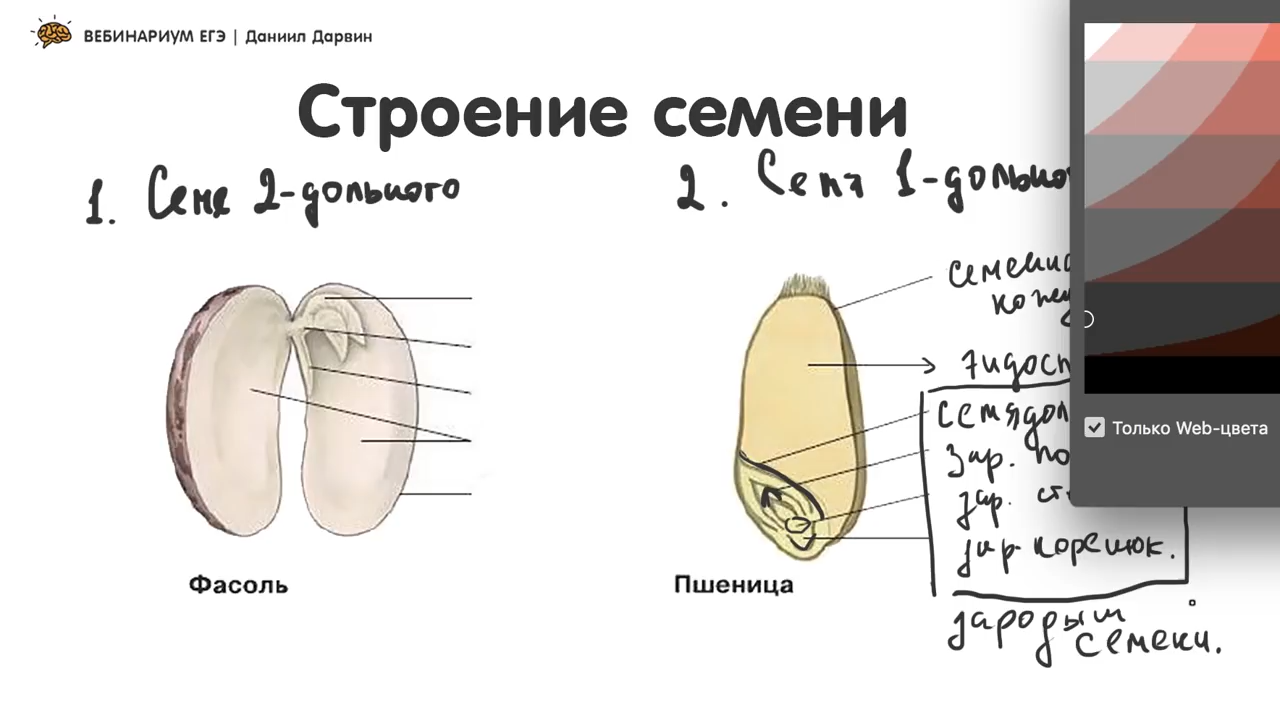 ВЕБИНАРИУМ ЕГЭ | Даниил Дарвин
Строение семени
1. Семя 2-дольного
2. Семя 1-дольно
семенн
кожу
Эндосп
семядол
зар. по
зар. ст
зар. корешок.
зародыш
семени.
Фасоль
Пшеница
Только Web-цвета